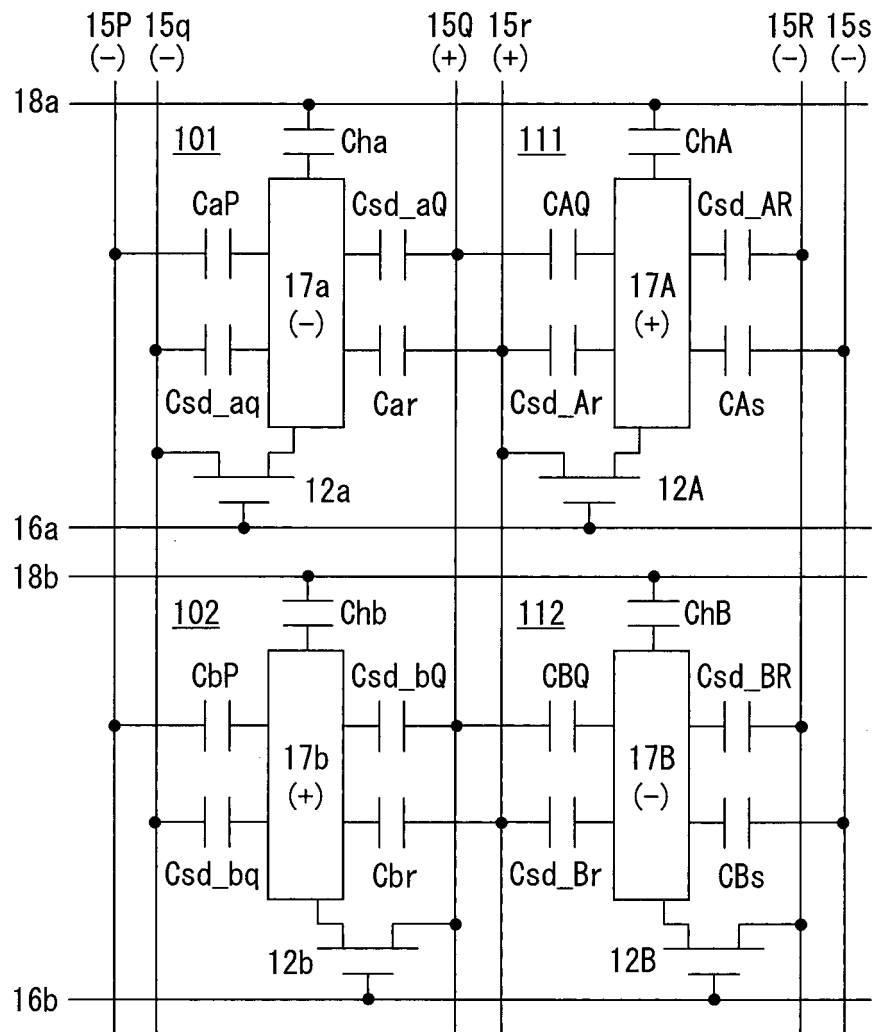 15P 15q 15Q 15r 15R 15s
(−) (−) (+) (+) (−) (−)
18a
101 Cha 111 ChA
CaP Csd_aQ CAQ Csd_AR
17a 17A
(−) (+)
Csd_aq Car Csd_Ar CAs
12a 12A
16a
18b
102 Chb 112 ChB
CbP Csd_bQ CBQ Csd_BR
17b 17B
(+) (−)
Csd_bq Cbr Csd_Br CBs
12b 12B
16b